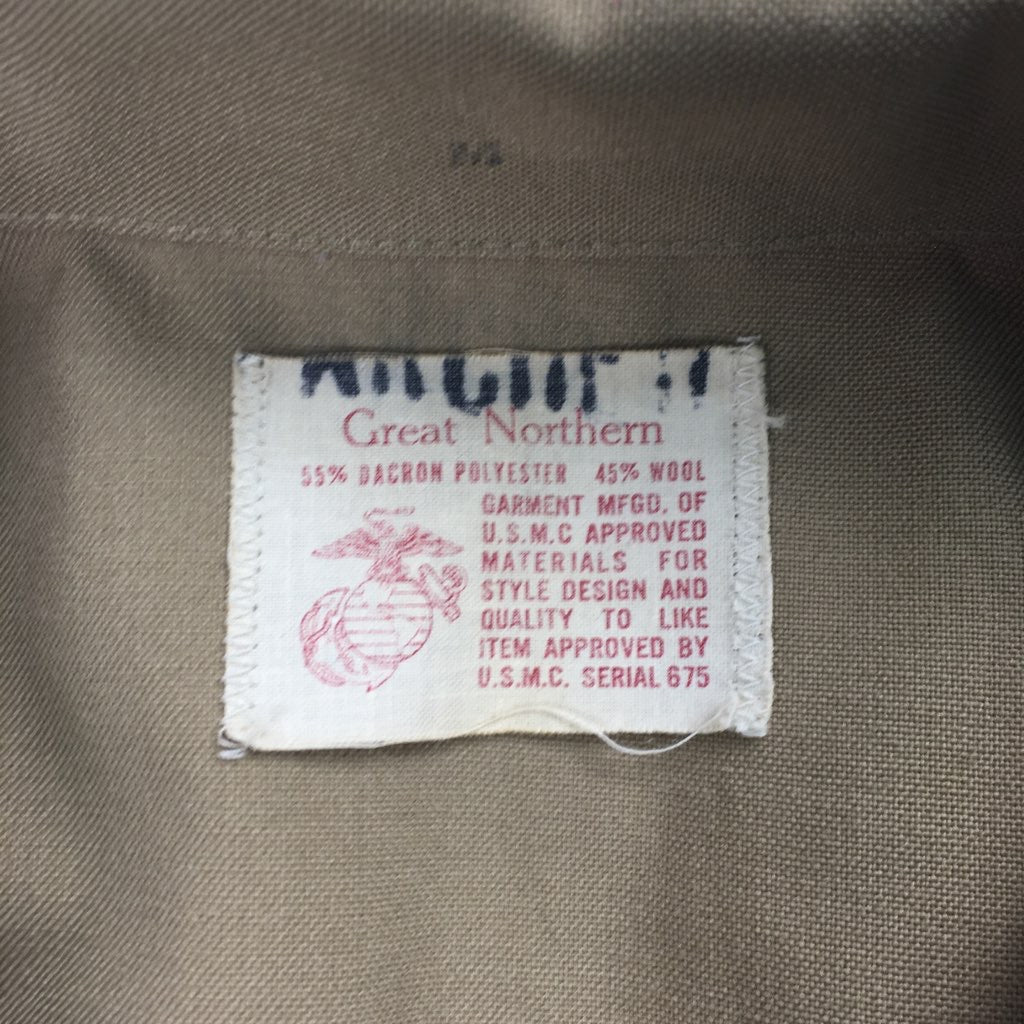 Great Northern
55% DACRON POLYESTER 45% WOOL
GARMENT MFGD. OF
U.S.M.C APPROVED
MATERIALS FOR
STYLE DESIGN AND
QUALITY TO LIKE
ITEM APPROVED BY
U.S.M.C. SERIAL 675